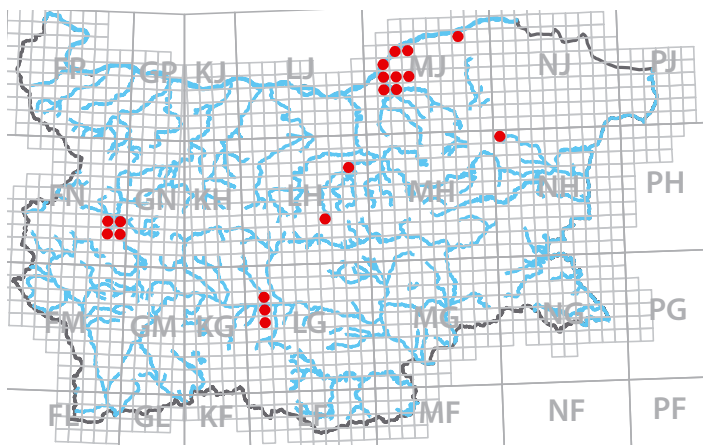 FP GP KJ LJ MJ NJ PJ
FN GN KH LH MH NH PH
FM GM KG LG MG NG PG
FL GL KF LF MF NF PF